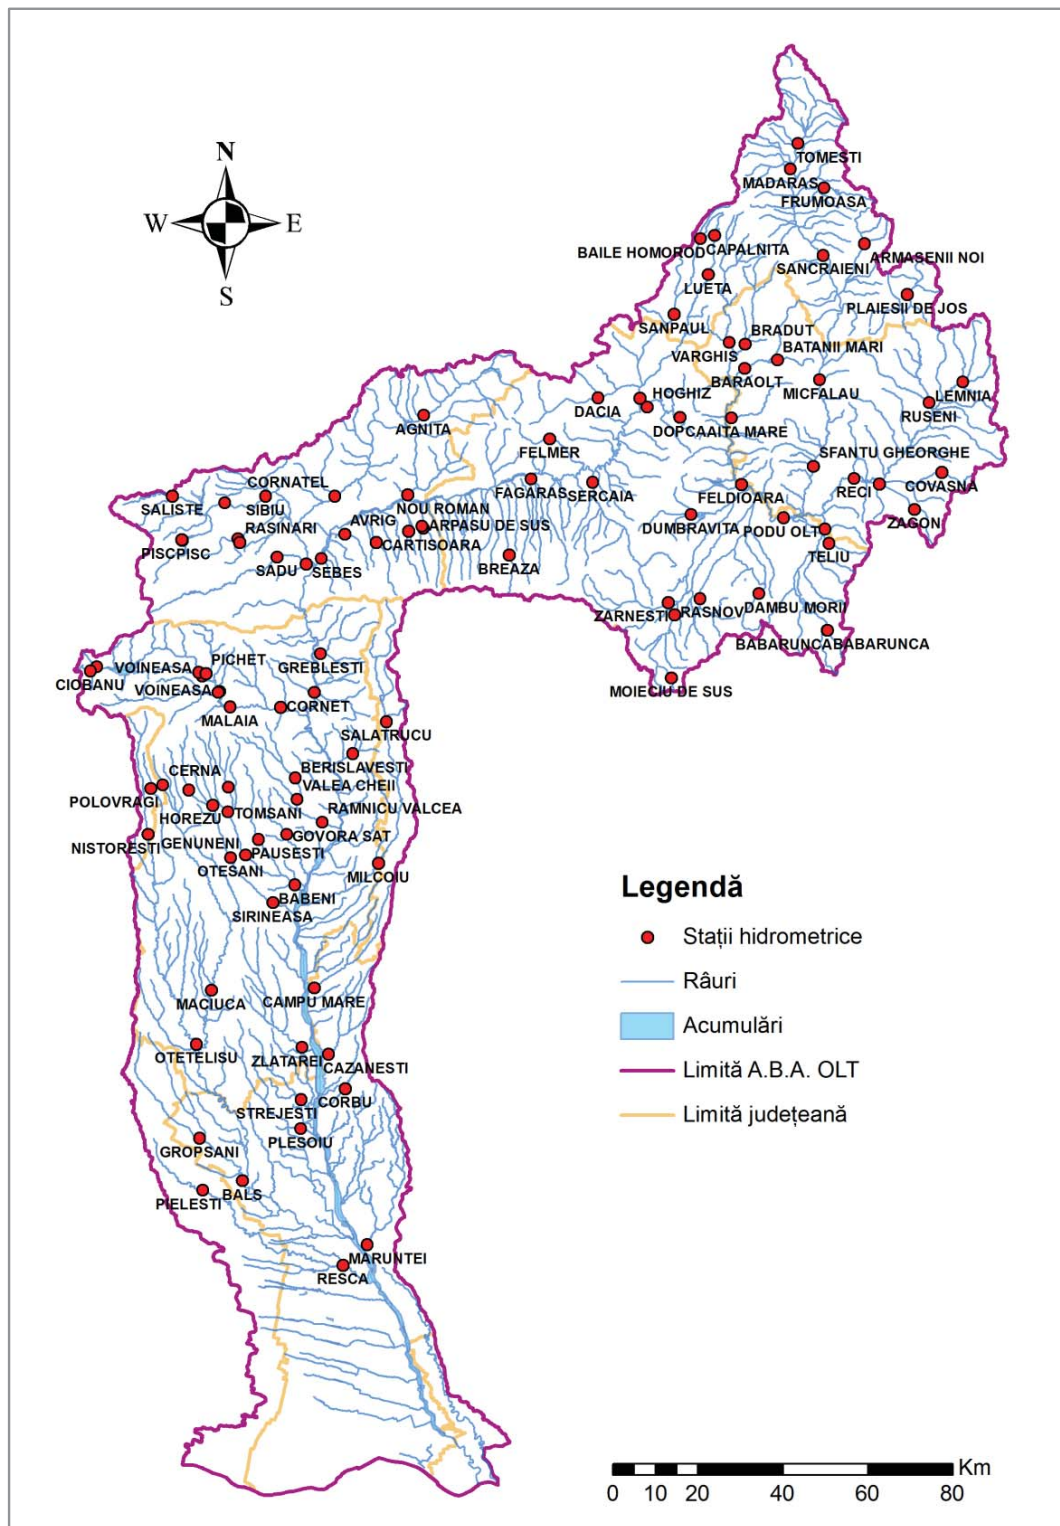 N
W
E
S
TOMESTI
MADARAS
FRUMOASA
BAILE HOMOROD
CAPALNITA
ARMASENII NOI
SANCRAIENI
LUETA
PLAIESII DE JOS
SANPAUL
BRADUT
VARGHIS
BATANII MARI
BARAOLT
HOGHIZ
MICFALAU
LEMNIA
DACIA
RUSENI
AGNITA
DOPCA
AITA MARE
FELMER
SFANTU GHEORGHE
CORNATEL
FAGARAS
SERCAIA
FELDIOARA
RECI
COVASNA
SALISTE
SIBIU
NOU ROMAN
DUMBRAVITA
ZAGON
RASINARI
AVRIG
ARPASU DE SUS
PODU OLT
PISCPISC
CARTISOARA
TELIU
SADU
SEBES
BREAZA
ZARNESTI
RASNOV
DAMBU MORII
BABARUNCA
BABARUNCA
VOINEASA
PICHET
GREBLESTI
CIOBANU
VOINEASA
MOIECIU DE SUS
MALAIA
CORNET
SALATRUCU
BERISLAVESTI
CERNA
VALEA CHEII
POLOVRAGI
HOREZU
TOMSANI
RAMNICU VALCEA
NISTORESTI
GENUNENI
GOVORA SAT
PAUSESTI
OTESANI
MILCOIU
BABENI
SIRINEASA
Legendă
Stații hidrometrice
Râuri
Acumulări
Limită A.B.A. OLT
Limită județeană
MACIUCA
CAMPU MARE
OTETELISU
ZLATAREI
CAZANESTI
STREJESTI
CORBU
PLESOIU
GROPSANI
PIELESTI
BALS
MARUNTEI
RESCA
Km
0 10 20 40 60 80